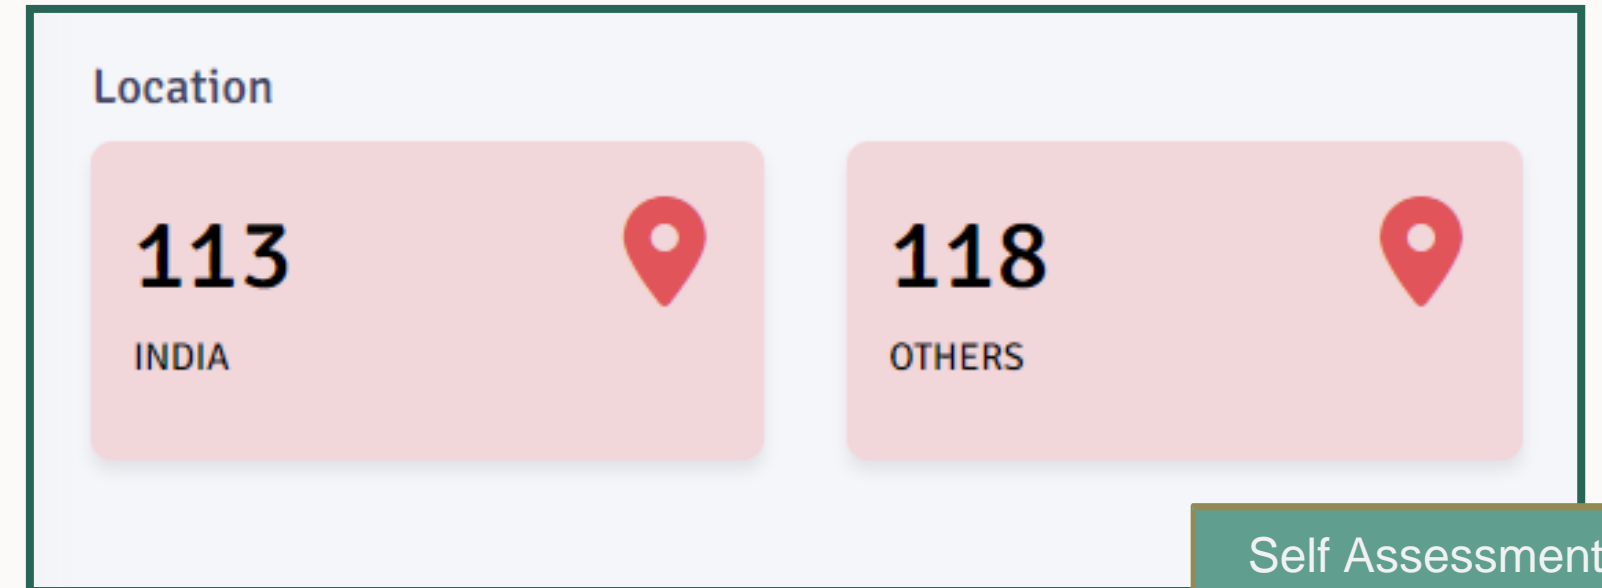 Location
113
INDIA
118
OTHERS
Self Assessment